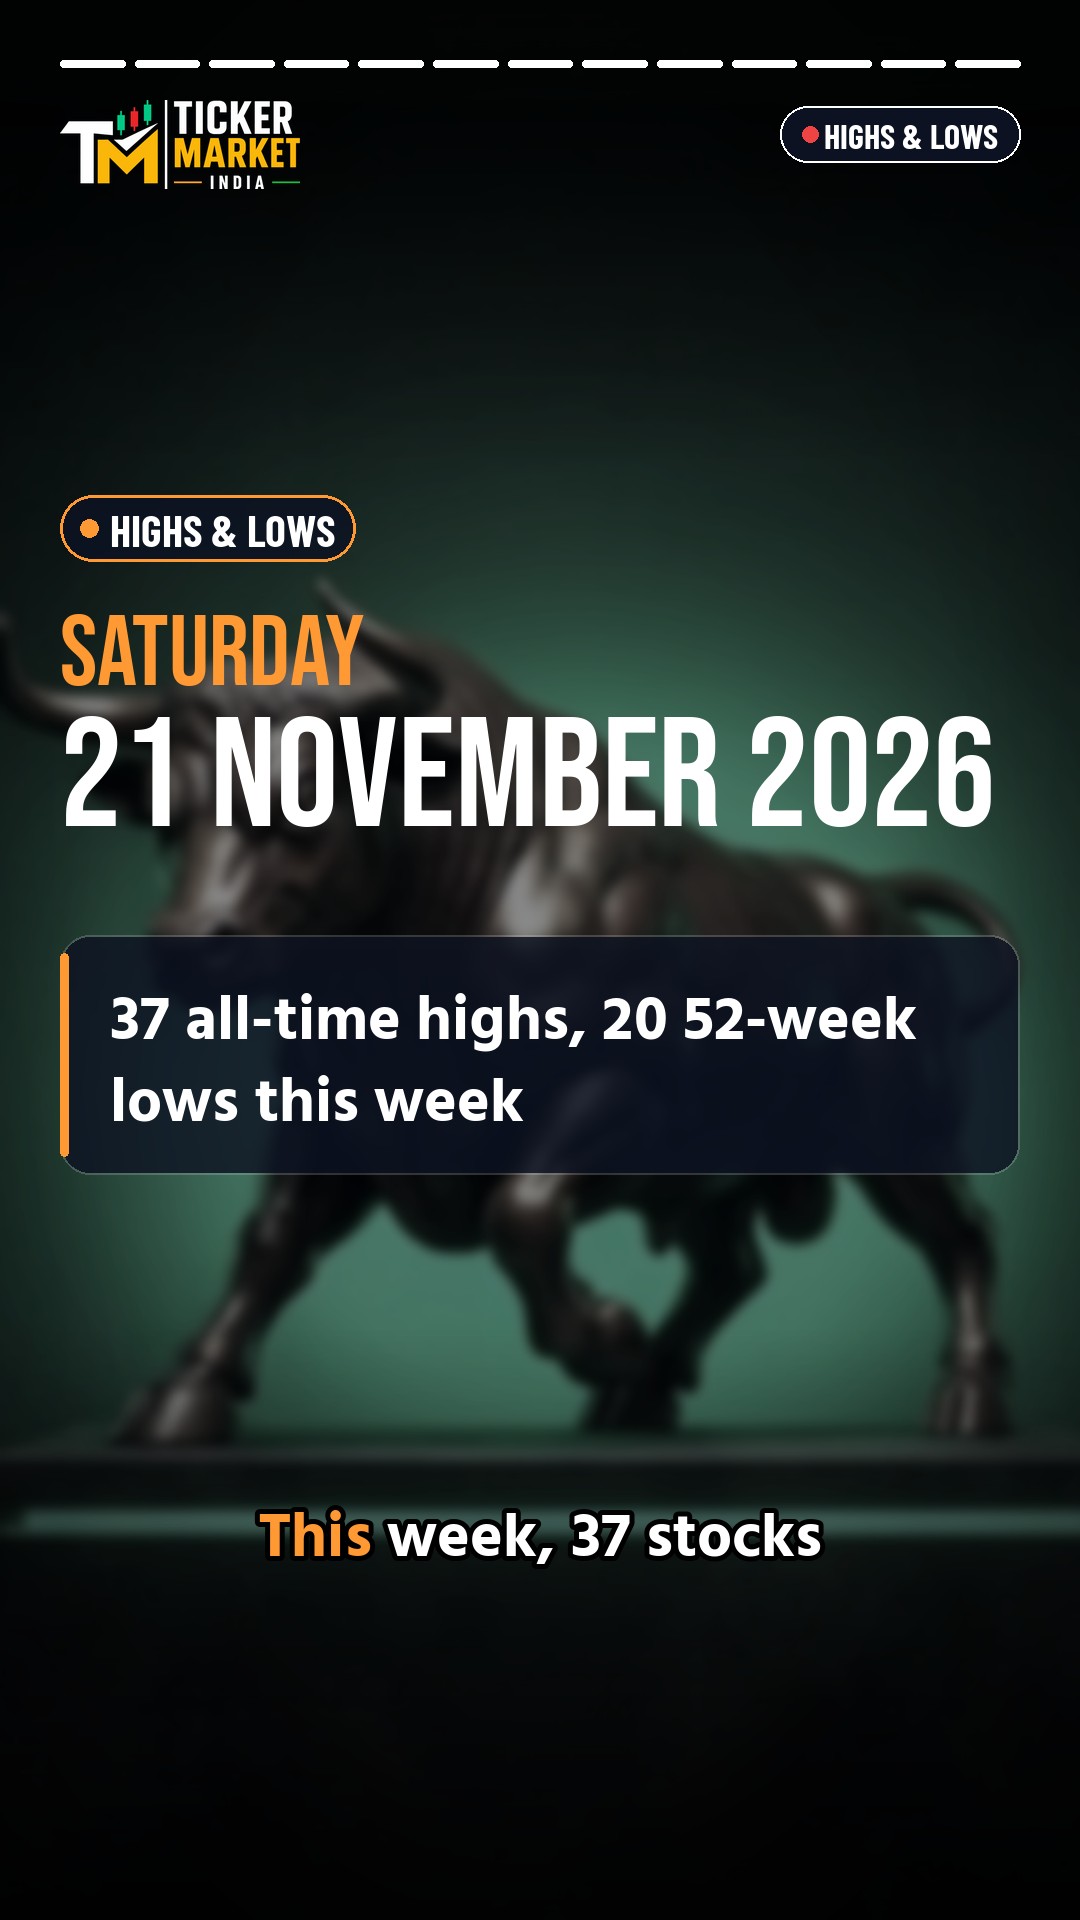 TM
TICKER
MARKET
INDIA
HIGHS & LOWS
HIGHS & LOWS
SATURDAY
21 NOVEMBER 2026
37 all-time highs, 20 52-week
lows this week
This week, 37 stocks